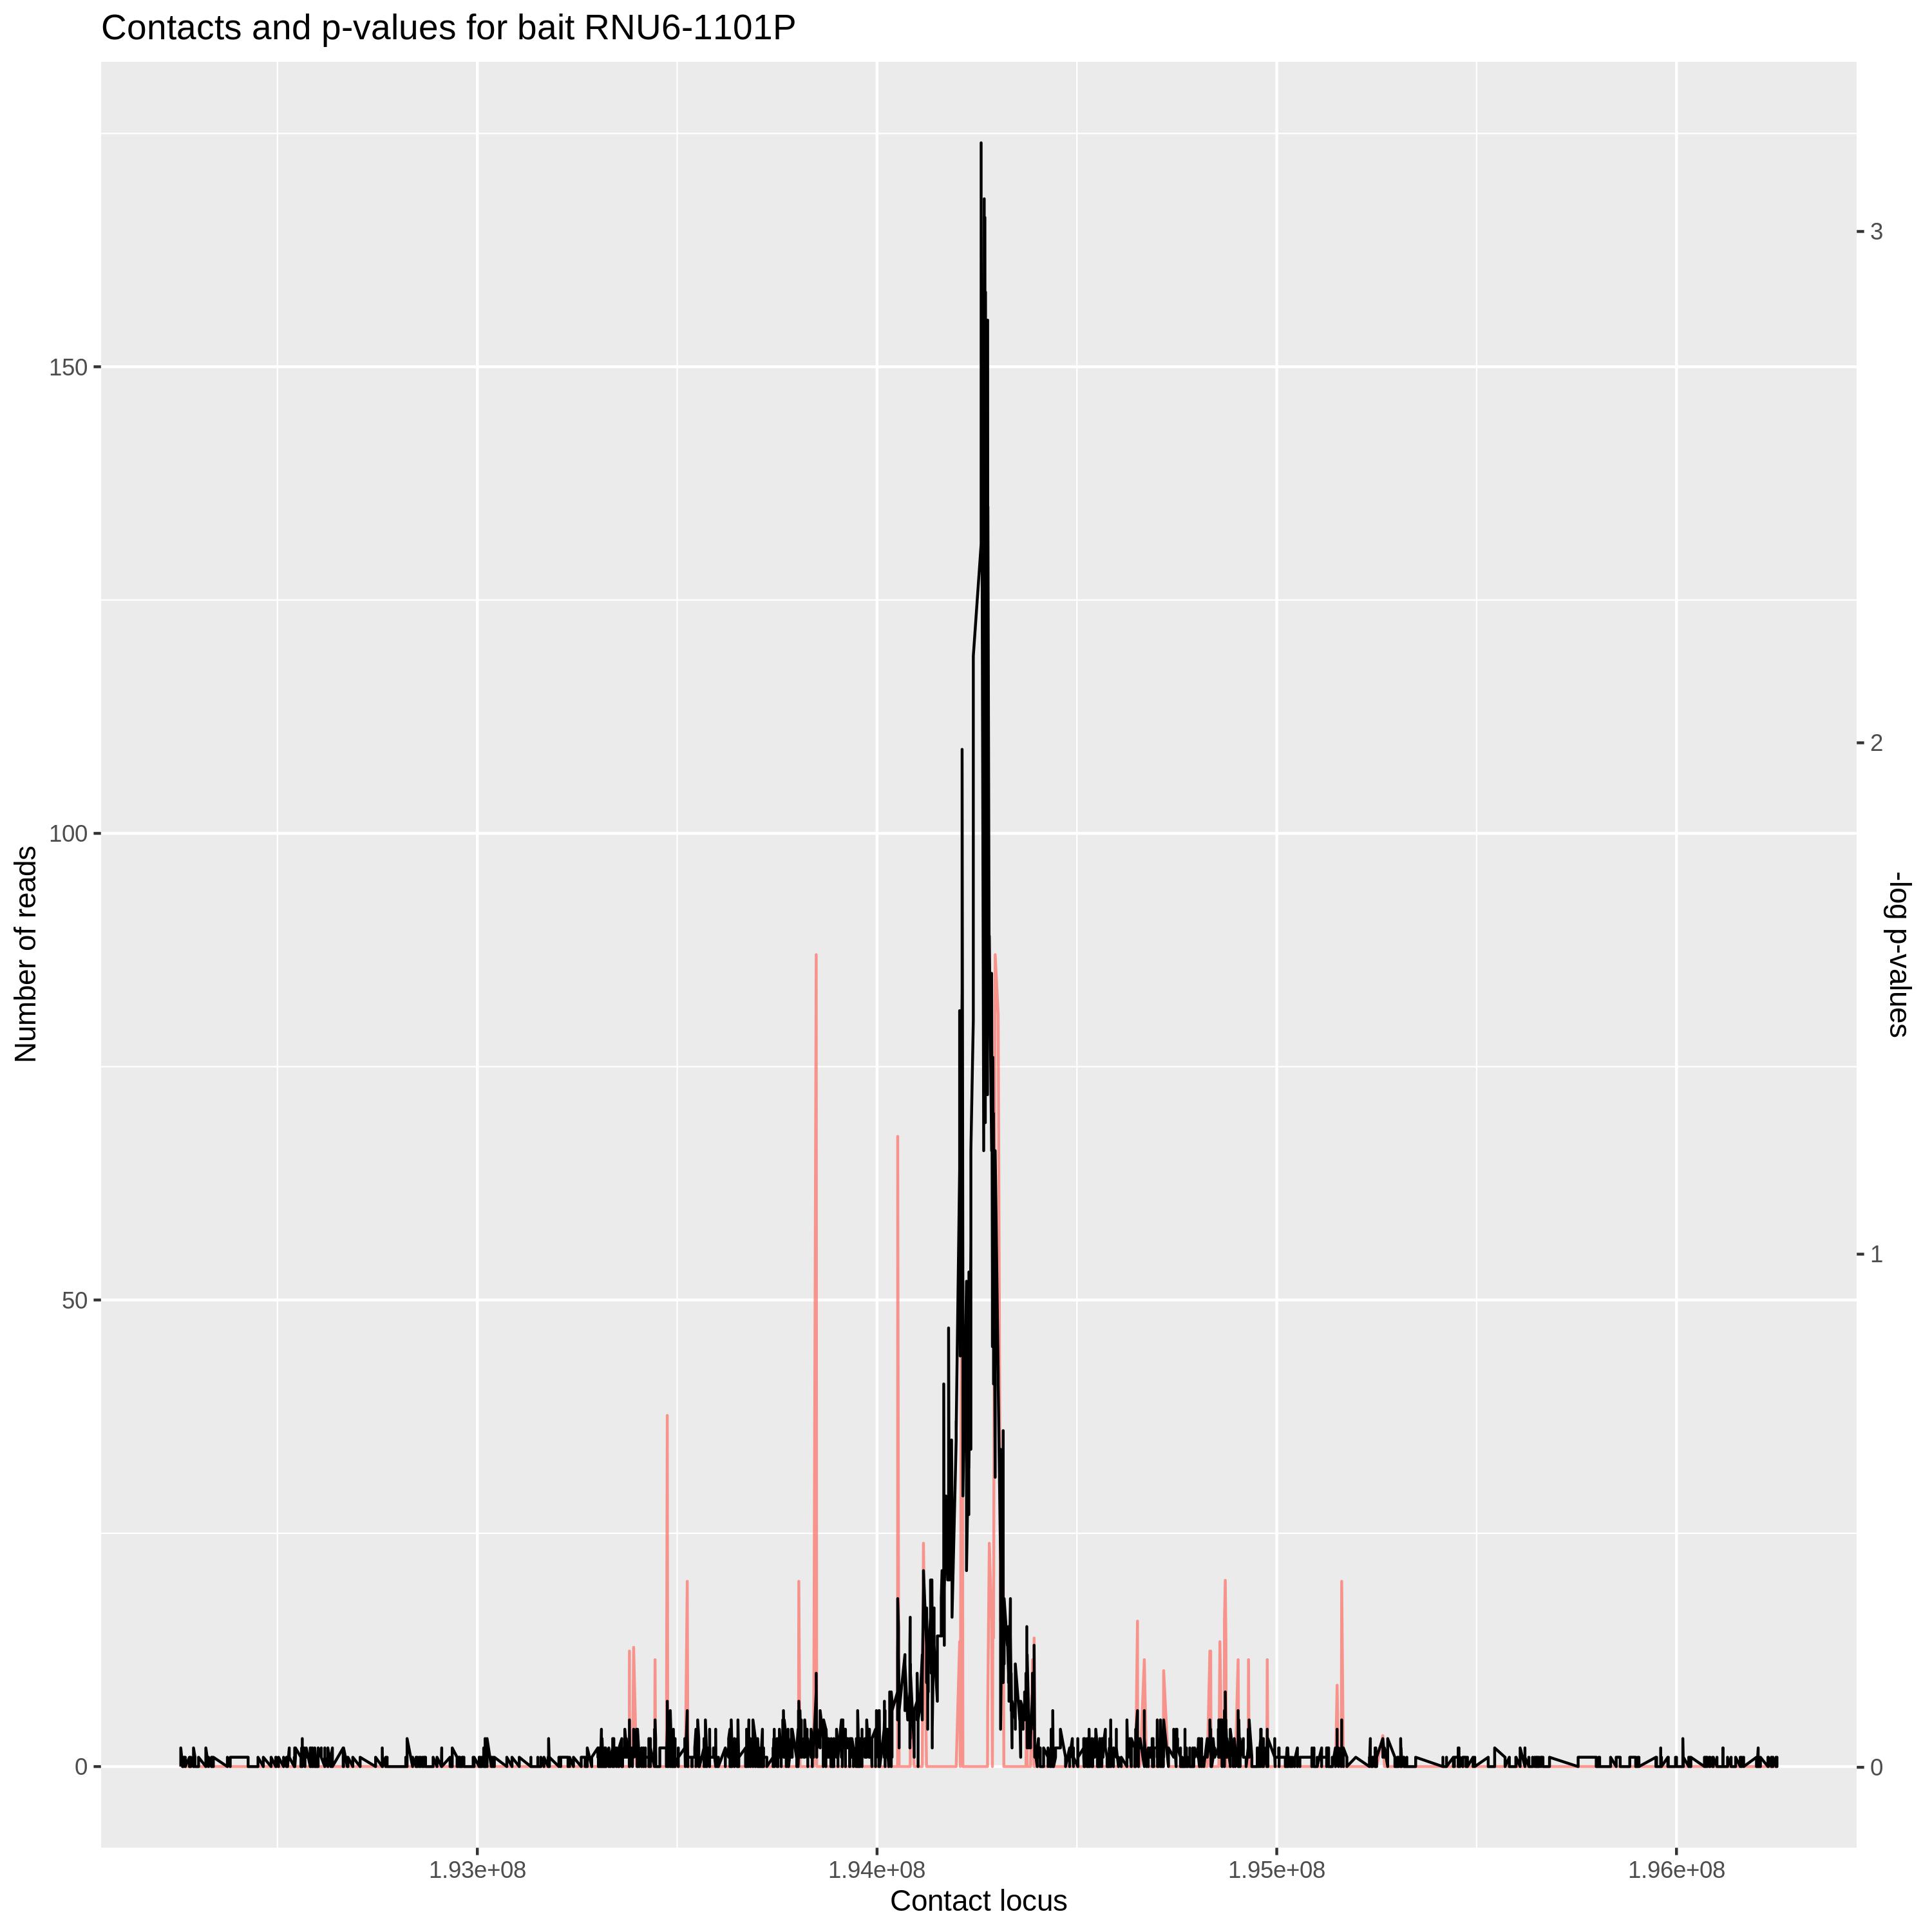 Contacts and p-values for bait RNU6-1101P
150
100
50
0
Number of reads
3
2
1
0
-log p-values
1.93e+08
1.94e+08
1.95e+08
1.96e+08
Contact locus